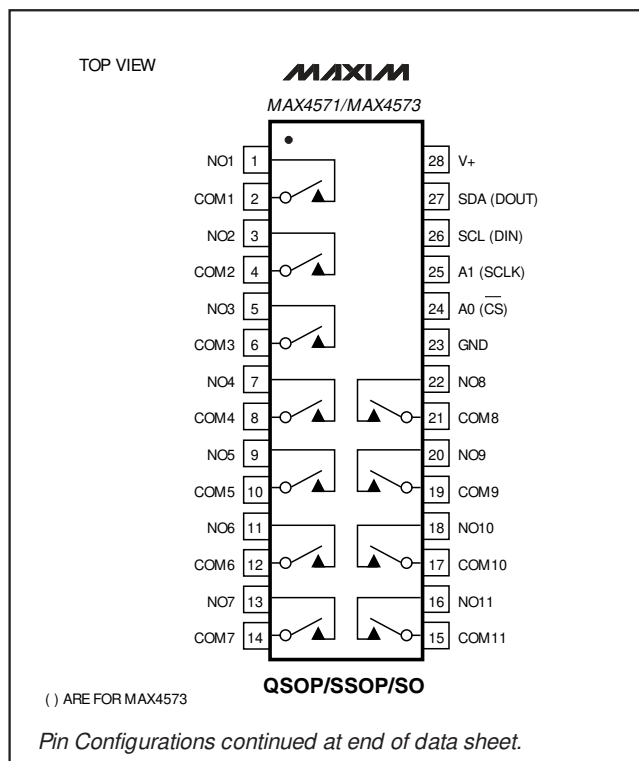 TOP VIEW
MAXIM
MAX4571/MAX4573
NO1 1
COM1 2
NO2 3
COM2 4
NO3 5
COM3 6
NO4 7
COM4 8
NO5 9
COM5 10
NO6 11
COM6 12
NO7 13
COM7 14
28 V+
27 SDA (DOUT)
26 SCL (DIN)
25 A1 (SCLK)
24 A0 (C̅S̅)
23 GND
22 NO8
21 COM8
20 NO9
19 COM9
18 NO10
17 COM10
16 NO11
15 COM11
QSOP/SSOP/SO
( ) ARE FOR MAX4573
Pin Configurations continued at end of data sheet.